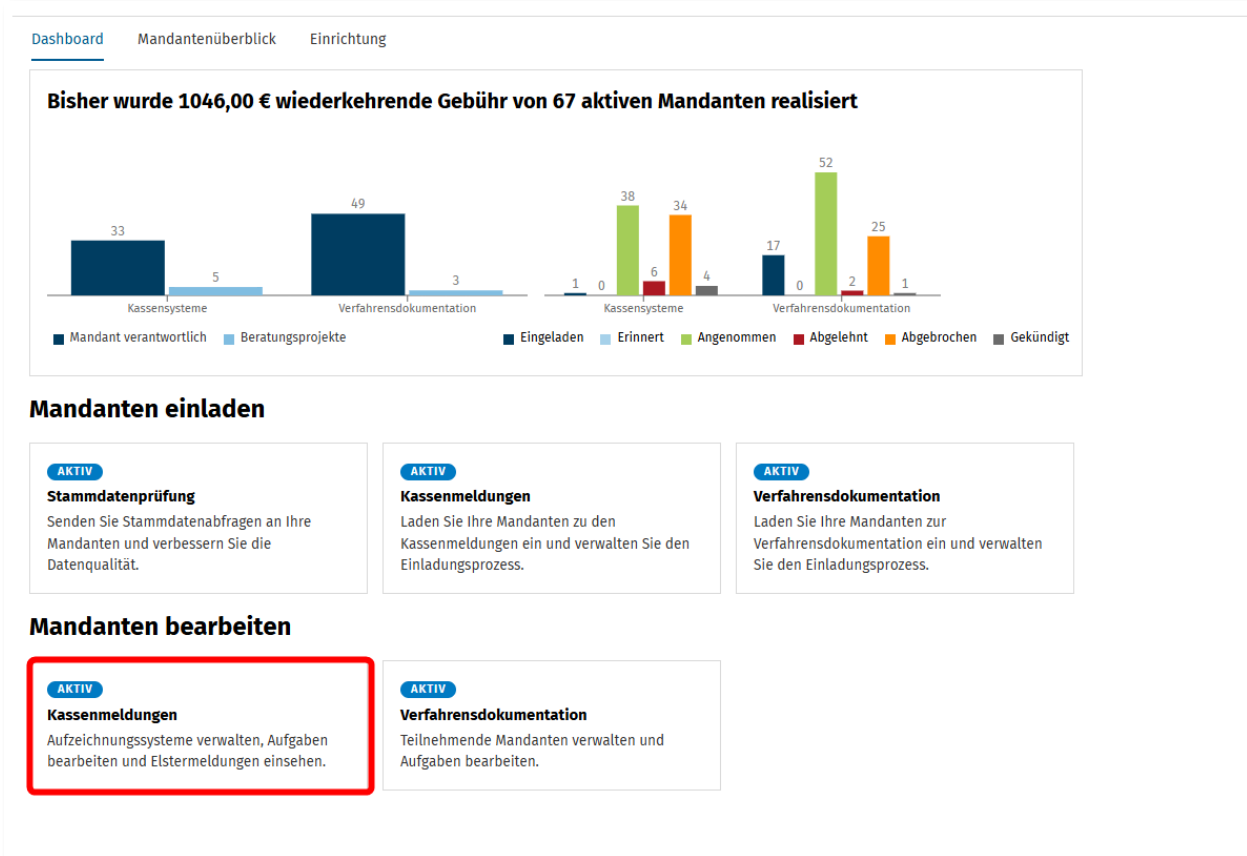 Dashboard Mandantenüberblick Einrichtung
Bisher wurde 1046,00 € wiederkehrende Gebühr von 67 aktiven Mandanten realisiert
33 5 49 3
Kassensysteme Verfahrensdokumentation
Mandant verantwortlich Beratungsprojekte
1 0 38 6 34 4 17 0 52 2 25 1
Kassensysteme Verfahrensdokumentation
Eingeladen Erinnert Angenommen Abgelehnt Abgebrochen Gekündigt
Mandanten einladen
AKTIV
Stammdatenprüfung
Senden Sie Stammdatenabfragen an Ihre
Mandanten und verbessern Sie die
Datenqualität.
AKTIV
Kassenmeldungen
Laden Sie Ihre Mandanten zu den
Kassenmeldungen ein und verwalten Sie den
Einladungsprozess.
AKTIV
Verfahrensdokumentation
Laden Sie Ihre Mandanten zur
Verfahrensdokumentation ein und verwalten
Sie den Einladungsprozess.
Mandanten bearbeiten
AKTIV
Kassenmeldungen
Aufzeichnungssysteme verwalten, Aufgaben
bearbeiten und Elstermeldungen einsehen.
AKTIV
Verfahrensdokumentation
Teilnehmende Mandanten verwalten und
Aufgaben bearbeiten.